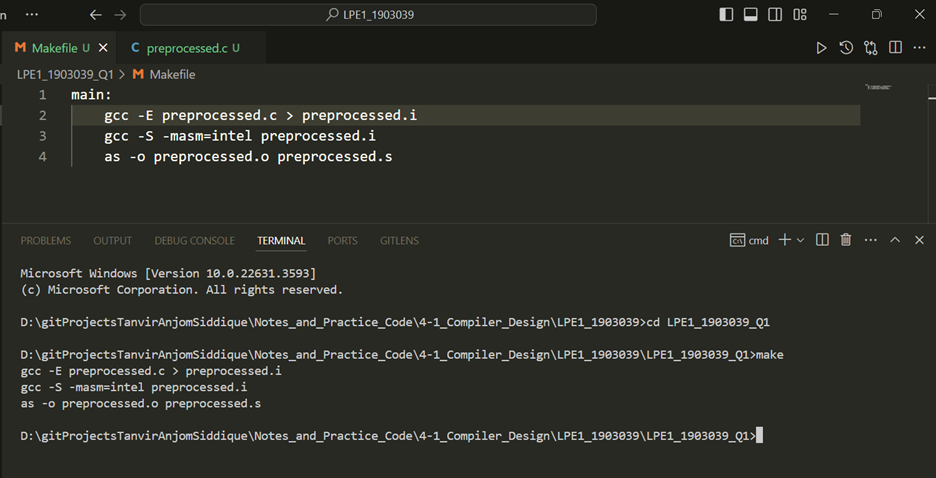 n ··· LPE1_1903039
M Makefile U C preprocessed.c U
LPE1_1903039_Q1 > M Makefile
1 main:
2 gcc -E preprocessed.c > preprocessed.i
3 gcc -S -masm=intel preprocessed.i
4 as -o preprocessed.o preprocessed.s
PROBLEMS OUTPUT DEBUG CONSOLE TERMINAL PORTS GITLENS cmd
Microsoft Windows [Version 10.0.22631.3593]
(c) Microsoft Corporation. All rights reserved.
D:\gitProjectsTanvirAnjomSiddique\Notes_and_Practice_Code\4-1_Compiler_Design\LPE1_1903039>cd LPE1_1903039_Q1
D:\gitProjectsTanvirAnjomSiddique\Notes_and_Practice_Code\4-1_Compiler_Design\LPE1_1903039\LPE1_1903039_Q1>make
gcc -E preprocessed.c > preprocessed.i
gcc -S -masm=intel preprocessed.i
as -o preprocessed.o preprocessed.s
D:\gitProjectsTanvirAnjomSiddique\Notes_and_Practice_Code\4-1_Compiler_Design\LPE1_1903039\LPE1_1903039_Q1>